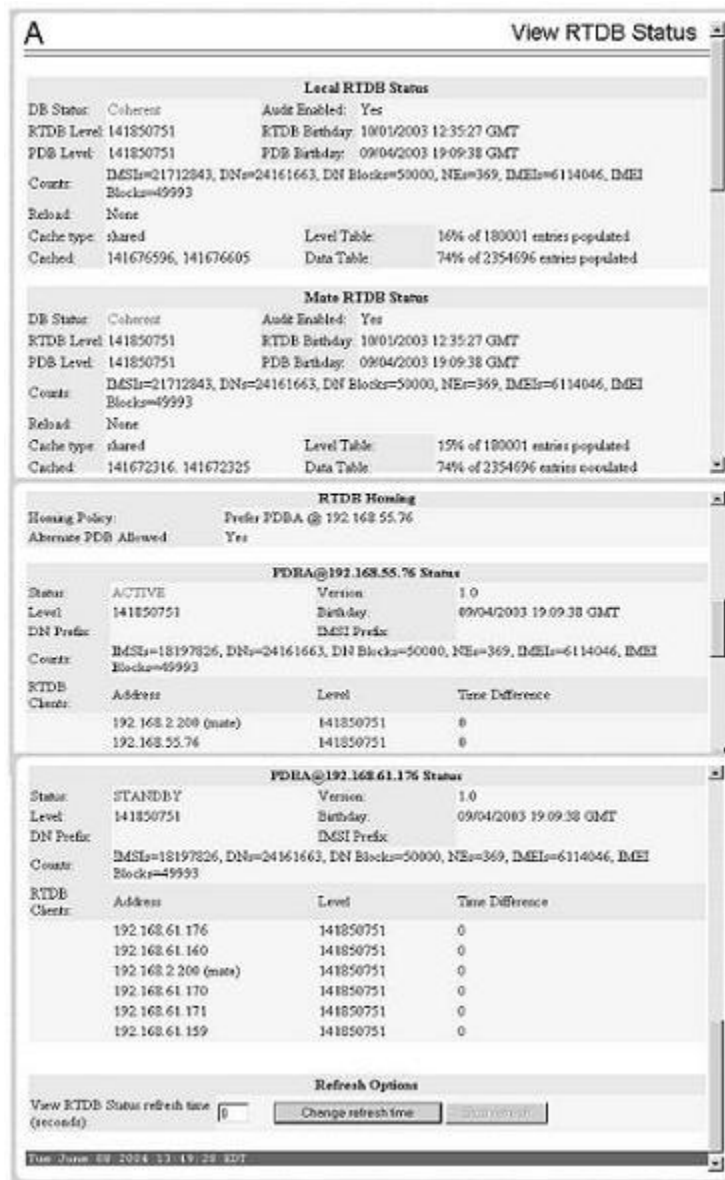 A View RTDB Status
Local RTDB Status
DB Status: Coherent Audit Enabled: Yes
RTDB Level: 141850751 RTDB Birthday: 10/01/2003 12:35:27 GMT
PDB Level: 141850751 PDB Birthday: 09/04/2003 19:09:38 GMT
Counts: IMSIs=21712843, DNs=24161663, DN Blocks=50000, NEs=369, IMEIs=6114046, IMEI
Blocks=49993
Reload: None
Cache type: shared Level Table: 16% of 180001 entries populated
Cached: 141676596, 141676605 Data Table: 74% of 2354696 entries populated
Mate RTDB Status
DB Status: Coherent Audit Enabled: Yes
RTDB Level: 141850751 RTDB Birthday: 10/01/2003 12:35:27 GMT
PDB Level: 141850751 PDB Birthday: 09/04/2003 19:09:38 GMT
Counts: IMSIs=21712843, DNs=24161663, DN Blocks=50000, NEs=369, IMEIs=6114046, IMEI
Blocks=49993
Reload: None
Cache type: shared Level Table: 15% of 180001 entries populated
Cached: 141672316, 141672325 Data Table: 74% of 2354696 entries populated
RTDB Homing
Homing Policy: Prefer PDBA @ 192.168.55.76
Alternate PDB Allowed: Yes
PDBA@192.168.55.76 Status
Status: ACTIVE Version: 1.0
Level: 141850751 Birthday: 09/04/2003 19:09:38 GMT
DN Prefix: IMSI Prefix:
Counts: IMSIs=18197826, DNs=24161663, DN Blocks=50000, NEs=369, IMEIs=6114046, IMEI
Blocks=49993
RTDB Clients: Address Level Time Difference
192.168.2.200 (mate) 141850751 0
192.168.55.76 141850751 0
PDBA@192.168.61.176 Status
Status: STANDBY Version: 1.0
Level: 141850751 Birthday: 09/04/2003 19:09:38 GMT
DN Prefix: IMSI Prefix:
Counts: IMSIs=18197826, DNs=24161663, DN Blocks=50000, NEs=369, IMEIs=6114046, IMEI
Blocks=49993
RTDB Clients: Address Level Time Difference
192.168.61.176 141850751 0
192.168.61.160 141850751 0
192.168.2.200 (mate) 141850751 0
192.168.61.170 141850751 0
192.168.61.171 141850751 0
192.168.61.159 141850751 0
Refresh Options
View RTDB Status refresh time (seconds): 0 Change refresh time
Tue June 08 2004 13:49:28 EDT